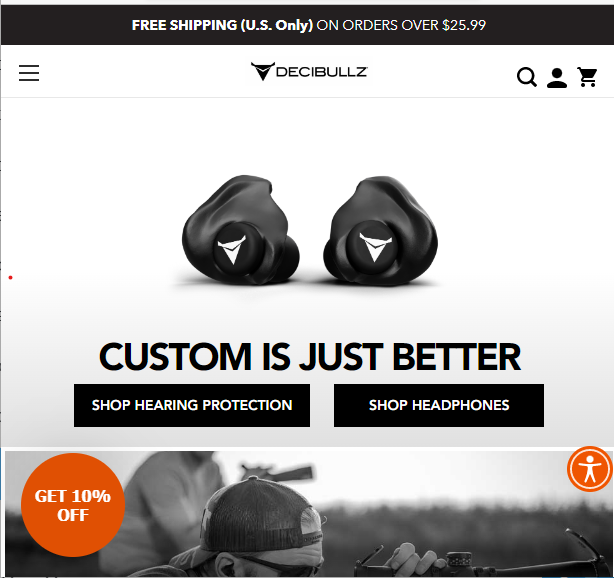 FREE SHIPPING (U.S. Only) ON ORDERS OVER $25.99
DECIBULLZ
CUSTOM IS JUST BETTER
SHOP HEARING PROTECTION
SHOP HEADPHONES
GET 10%
OFF